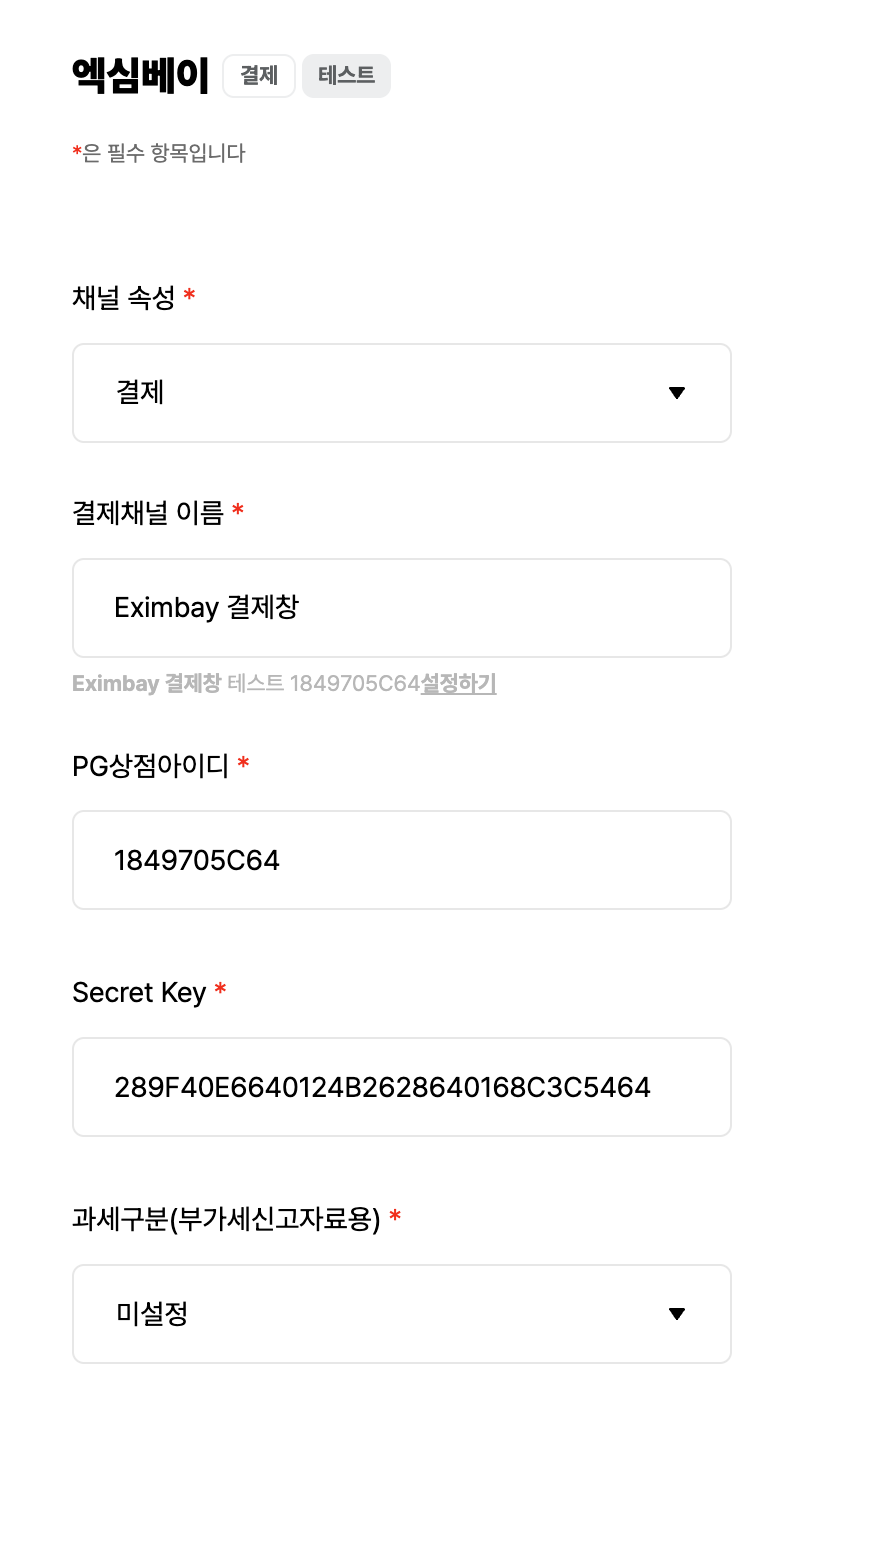 엑심베이 결제 테스트
*은 필수 항목입니다
채널 속성 *
결제
결제채널 이름 *
Eximbay 결제창
Eximbay 결제창 테스트 1849705C64설정하기
PG상점아이디 *
1849705C64
Secret Key *
289F40E6640124B2628640168C3C5464
과세구분(부가세신고자료용) *
미설정